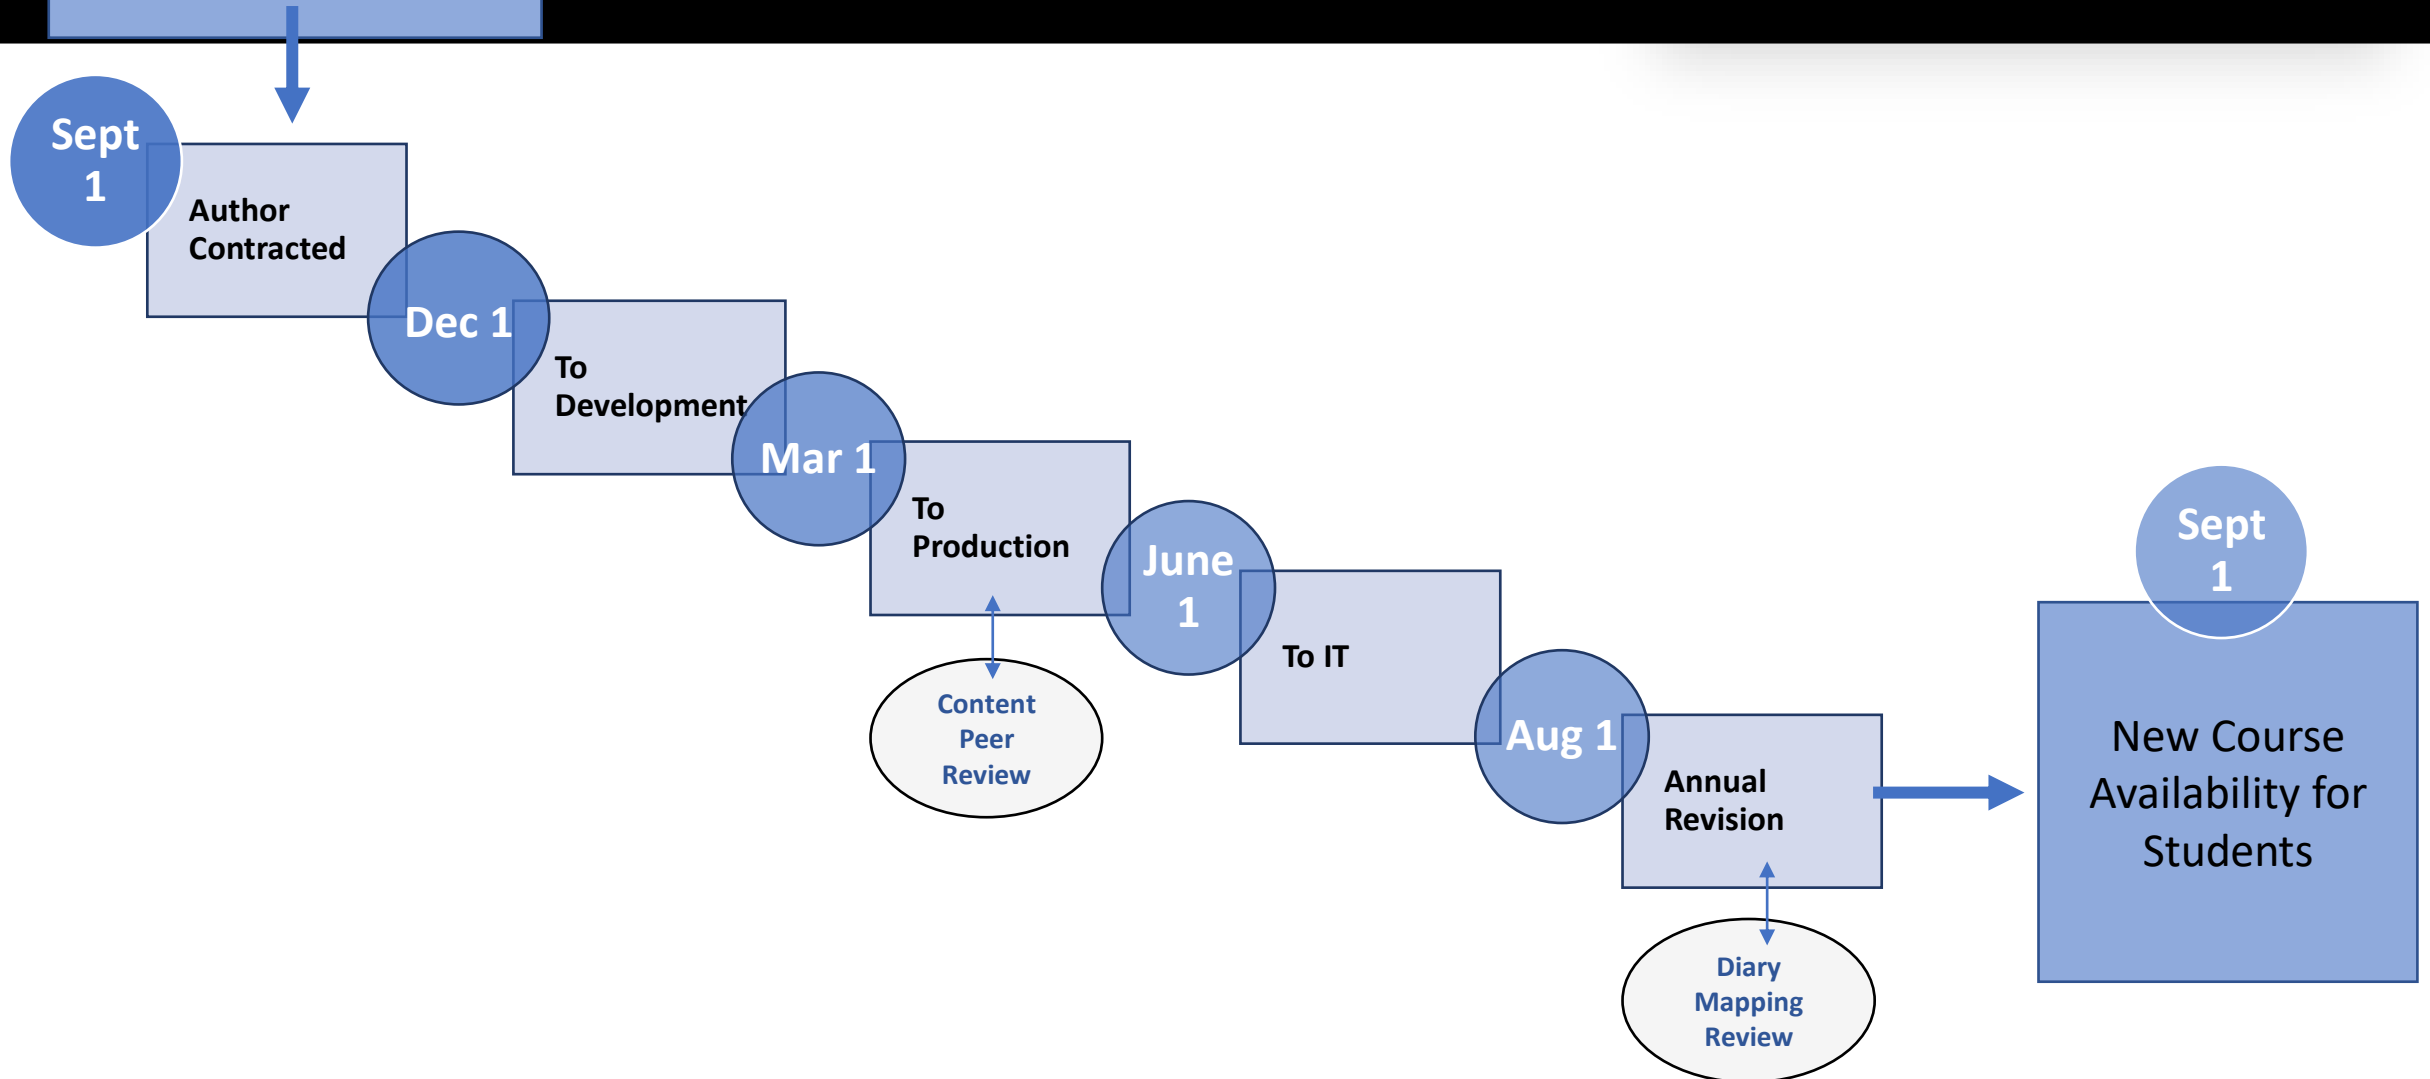 Sept
1
Author
Contracted
Dec 1
To
Development
Mar 1
To
Production
June
1
To IT
Content
Peer
Review
Aug 1
Annual
Revision
Diary
Mapping
Review
Sept
1
New Course
Availability for
Students